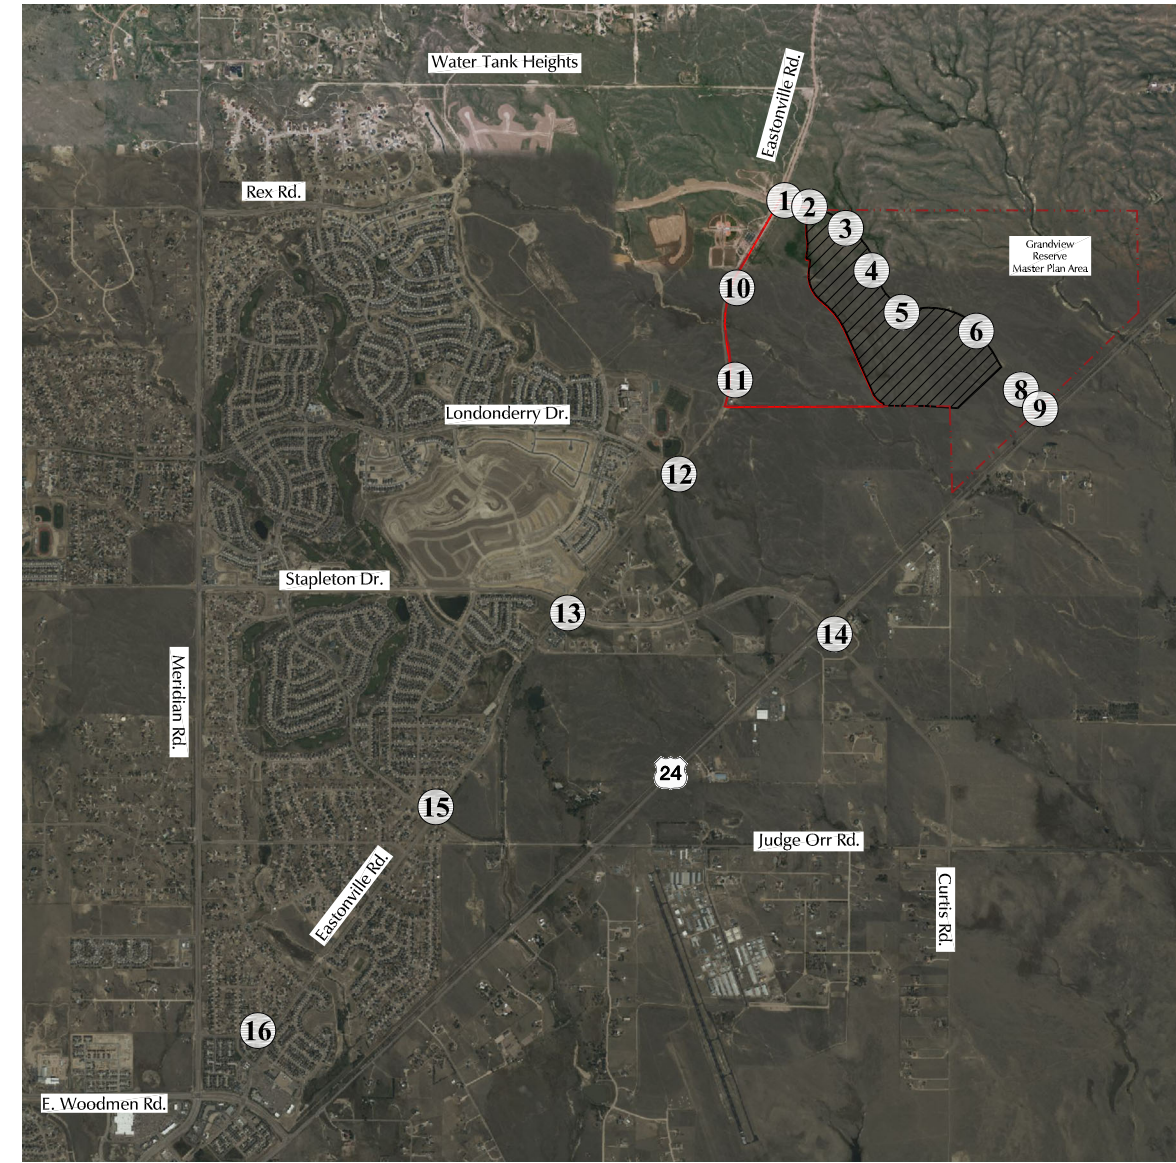 Water Tank Heights
Eastonville Rd.
Rex Rd.
1
2
3
Grandview
Reserve
Master Plan Area
4
10
5
6
11
8
9
Londonderry Dr.
12
Stapleton Dr.
13
14
Meridian Rd.
24
15
Judge Orr Rd.
Eastonville Rd.
Curtis Rd.
16
E. Woodmen Rd.